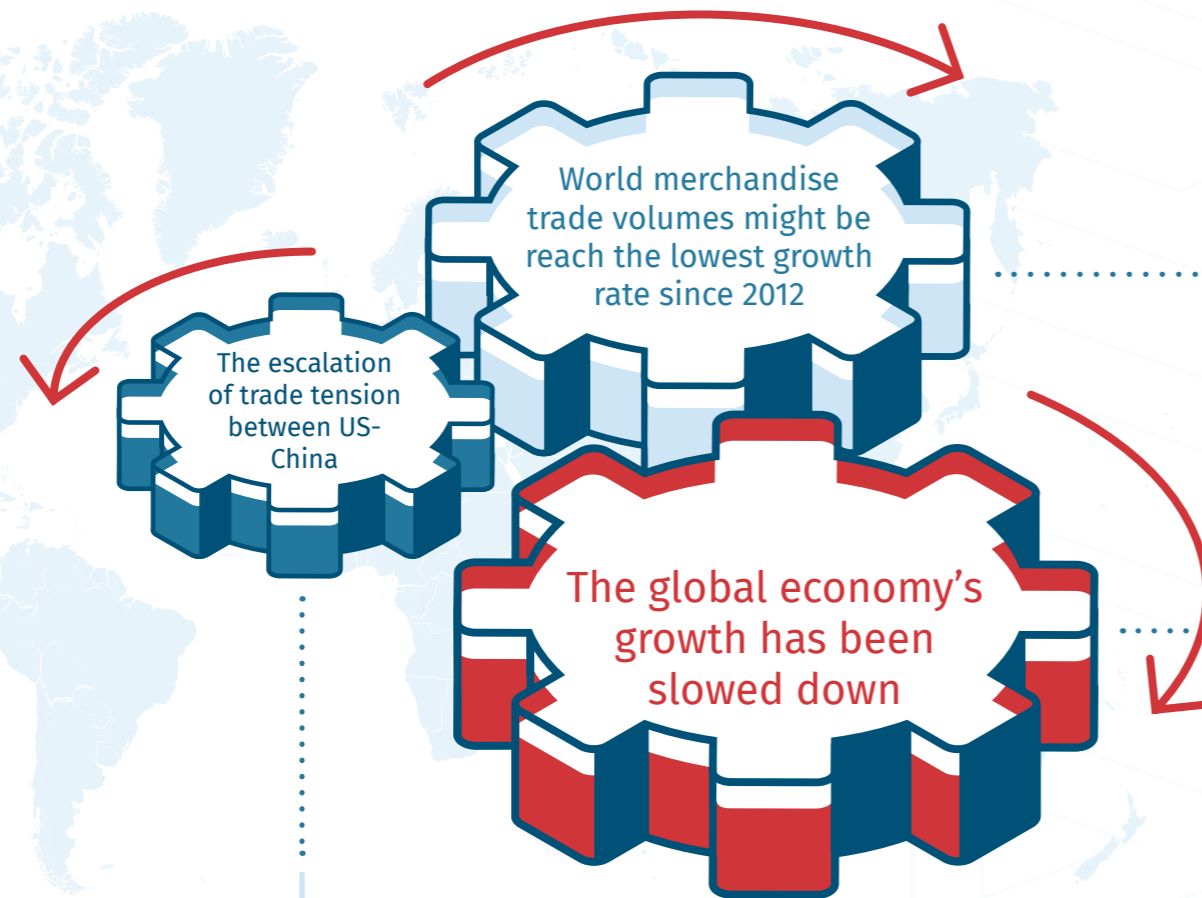 World merchandise
trade volumes might be
reach the lowest growth
rate since 2012
The escalation
of trade tension
between US-
China
The global economy’s
growth has been
slowed down